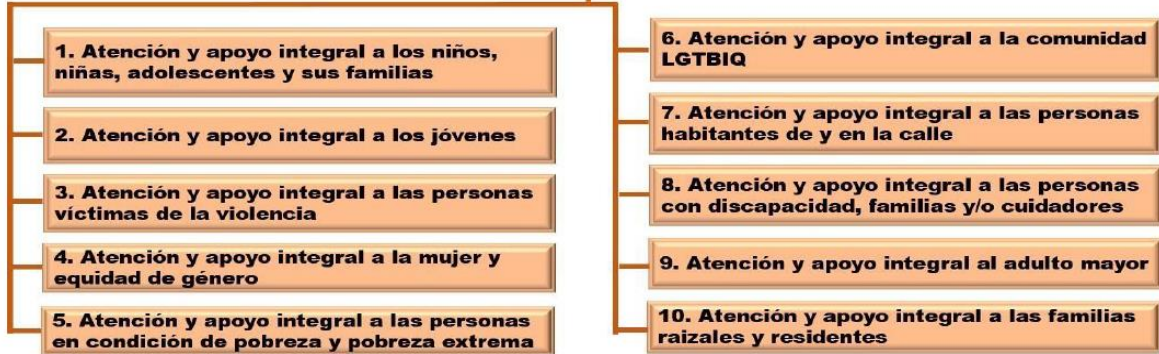 1. Atención y apoyo integral a los niños,
niñas, adolescentes y sus familias
2. Atención y apoyo integral a los jóvenes
3. Atención y apoyo integral a las personas
víctimas de la violencia
4. Atención y apoyo integral a la mujer y
equidad de género
5. Atención y apoyo integral a las personas
en condición de pobreza y pobreza extrema
6. Atención y apoyo integral a la comunidad
LGTBIQ
7. Atención y apoyo integral a las personas
habitantes de y en la calle
8. Atención y apoyo integral a las personas
con discapacidad, familias y/o cuidadores
9. Atención y apoyo integral al adulto mayor
10. Atención y apoyo integral a las familias
raizales y residentes